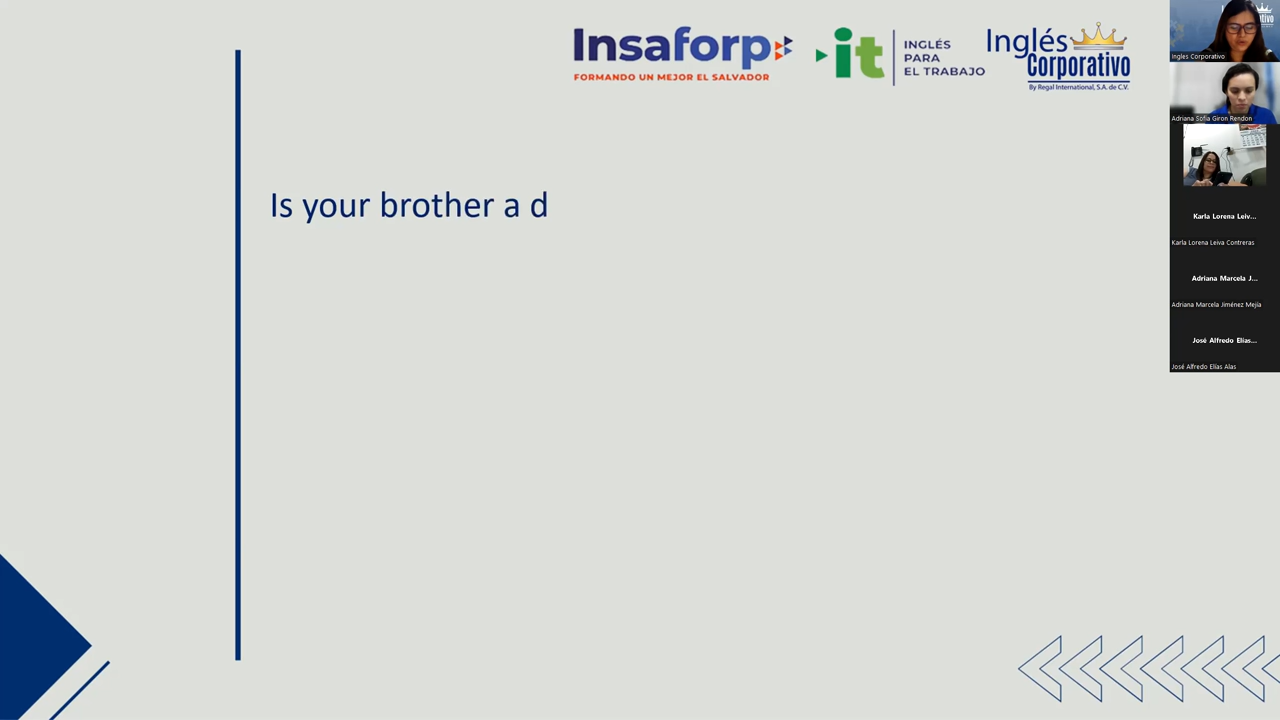 Insaforp
FORMANDO UN MEJOR EL SALVADOR
it
INGLÉS
PARA
EL TRABAJO
Inglés
Corporativo
By Regal International, S.A. de C.V.
Is your brother a d
Ingles Corporativo
Adriana Sofia Giron Rendon
Karla Lorena Leiv...
Karla Lorena Leiva Contreras
Adriana Marcela J...
Adriana Marcela Jiménez Mejía
José Alfredo Elías...
José Alfredo Elías Alas